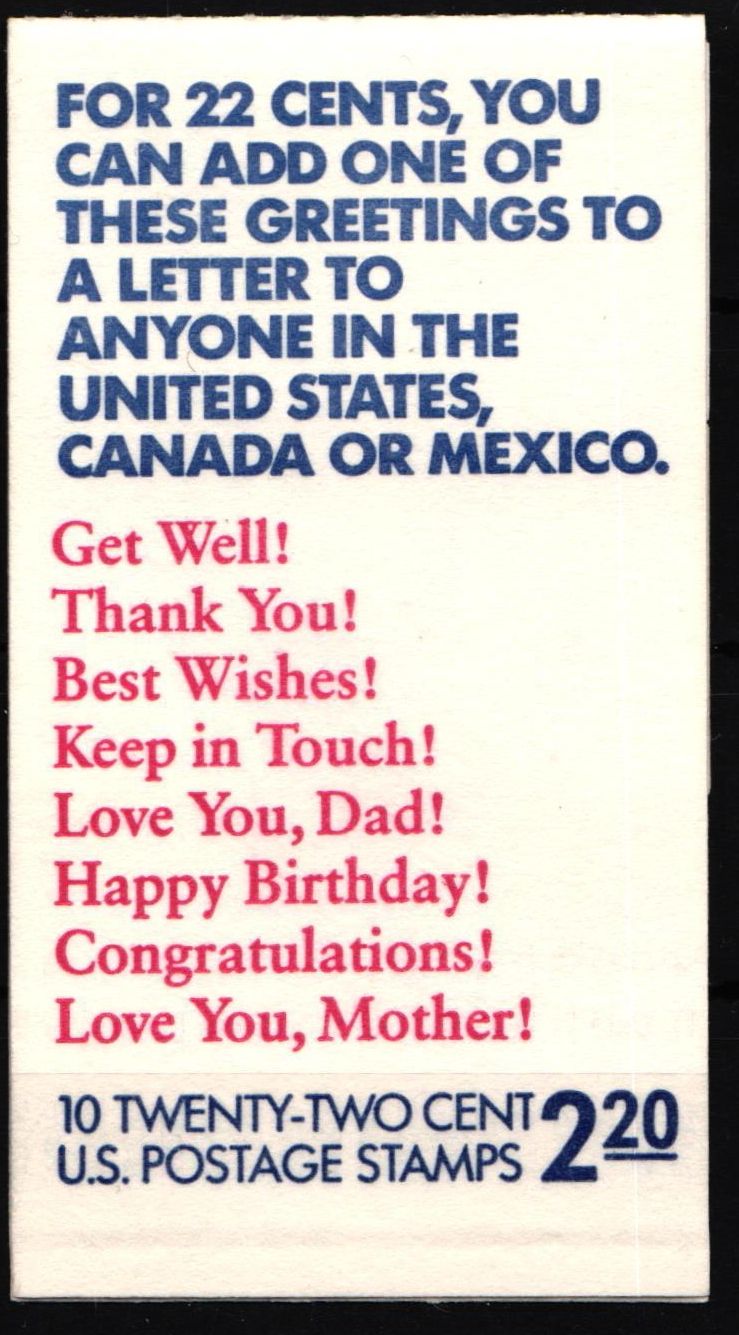 FOR 22 CENTS, YOU
CAN ADD ONE OF
THESE GREETINGS TO
A LETTER TO
ANYONE IN THE
UNITED STATES,
CANADA OR MEXICO.
Get Well!
Thank You!
Best Wishes!
Keep in Touch!
Love You, Dad!
Happy Birthday!
Congratulations!
Love You, Mother!
10 TWENTY-TWO CENT
U.S. POSTAGE STAMPS 2 20